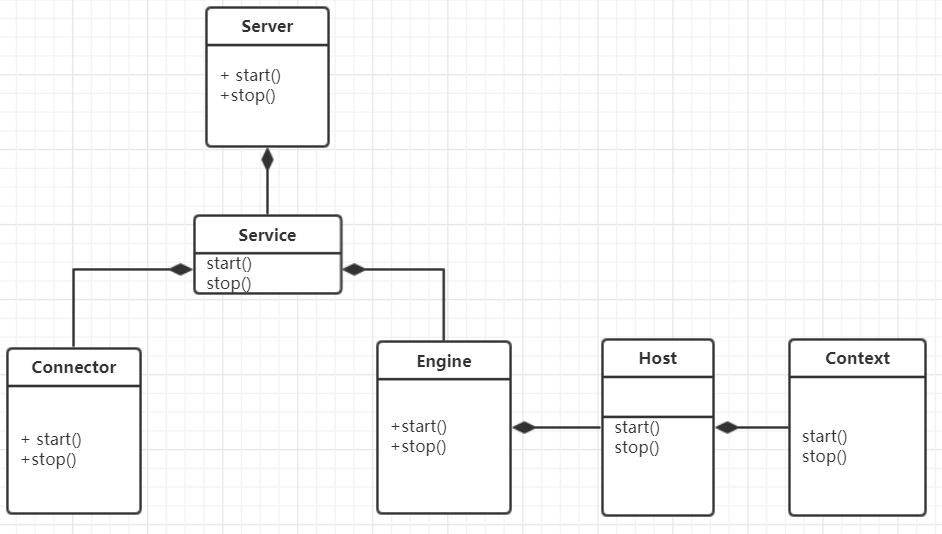 Server
+ start()
+stop()
Service
start()
stop()
Connector
+ start()
+stop()
Engine
+start()
+stop()
Host
start()
stop()
Context
start()
stop()